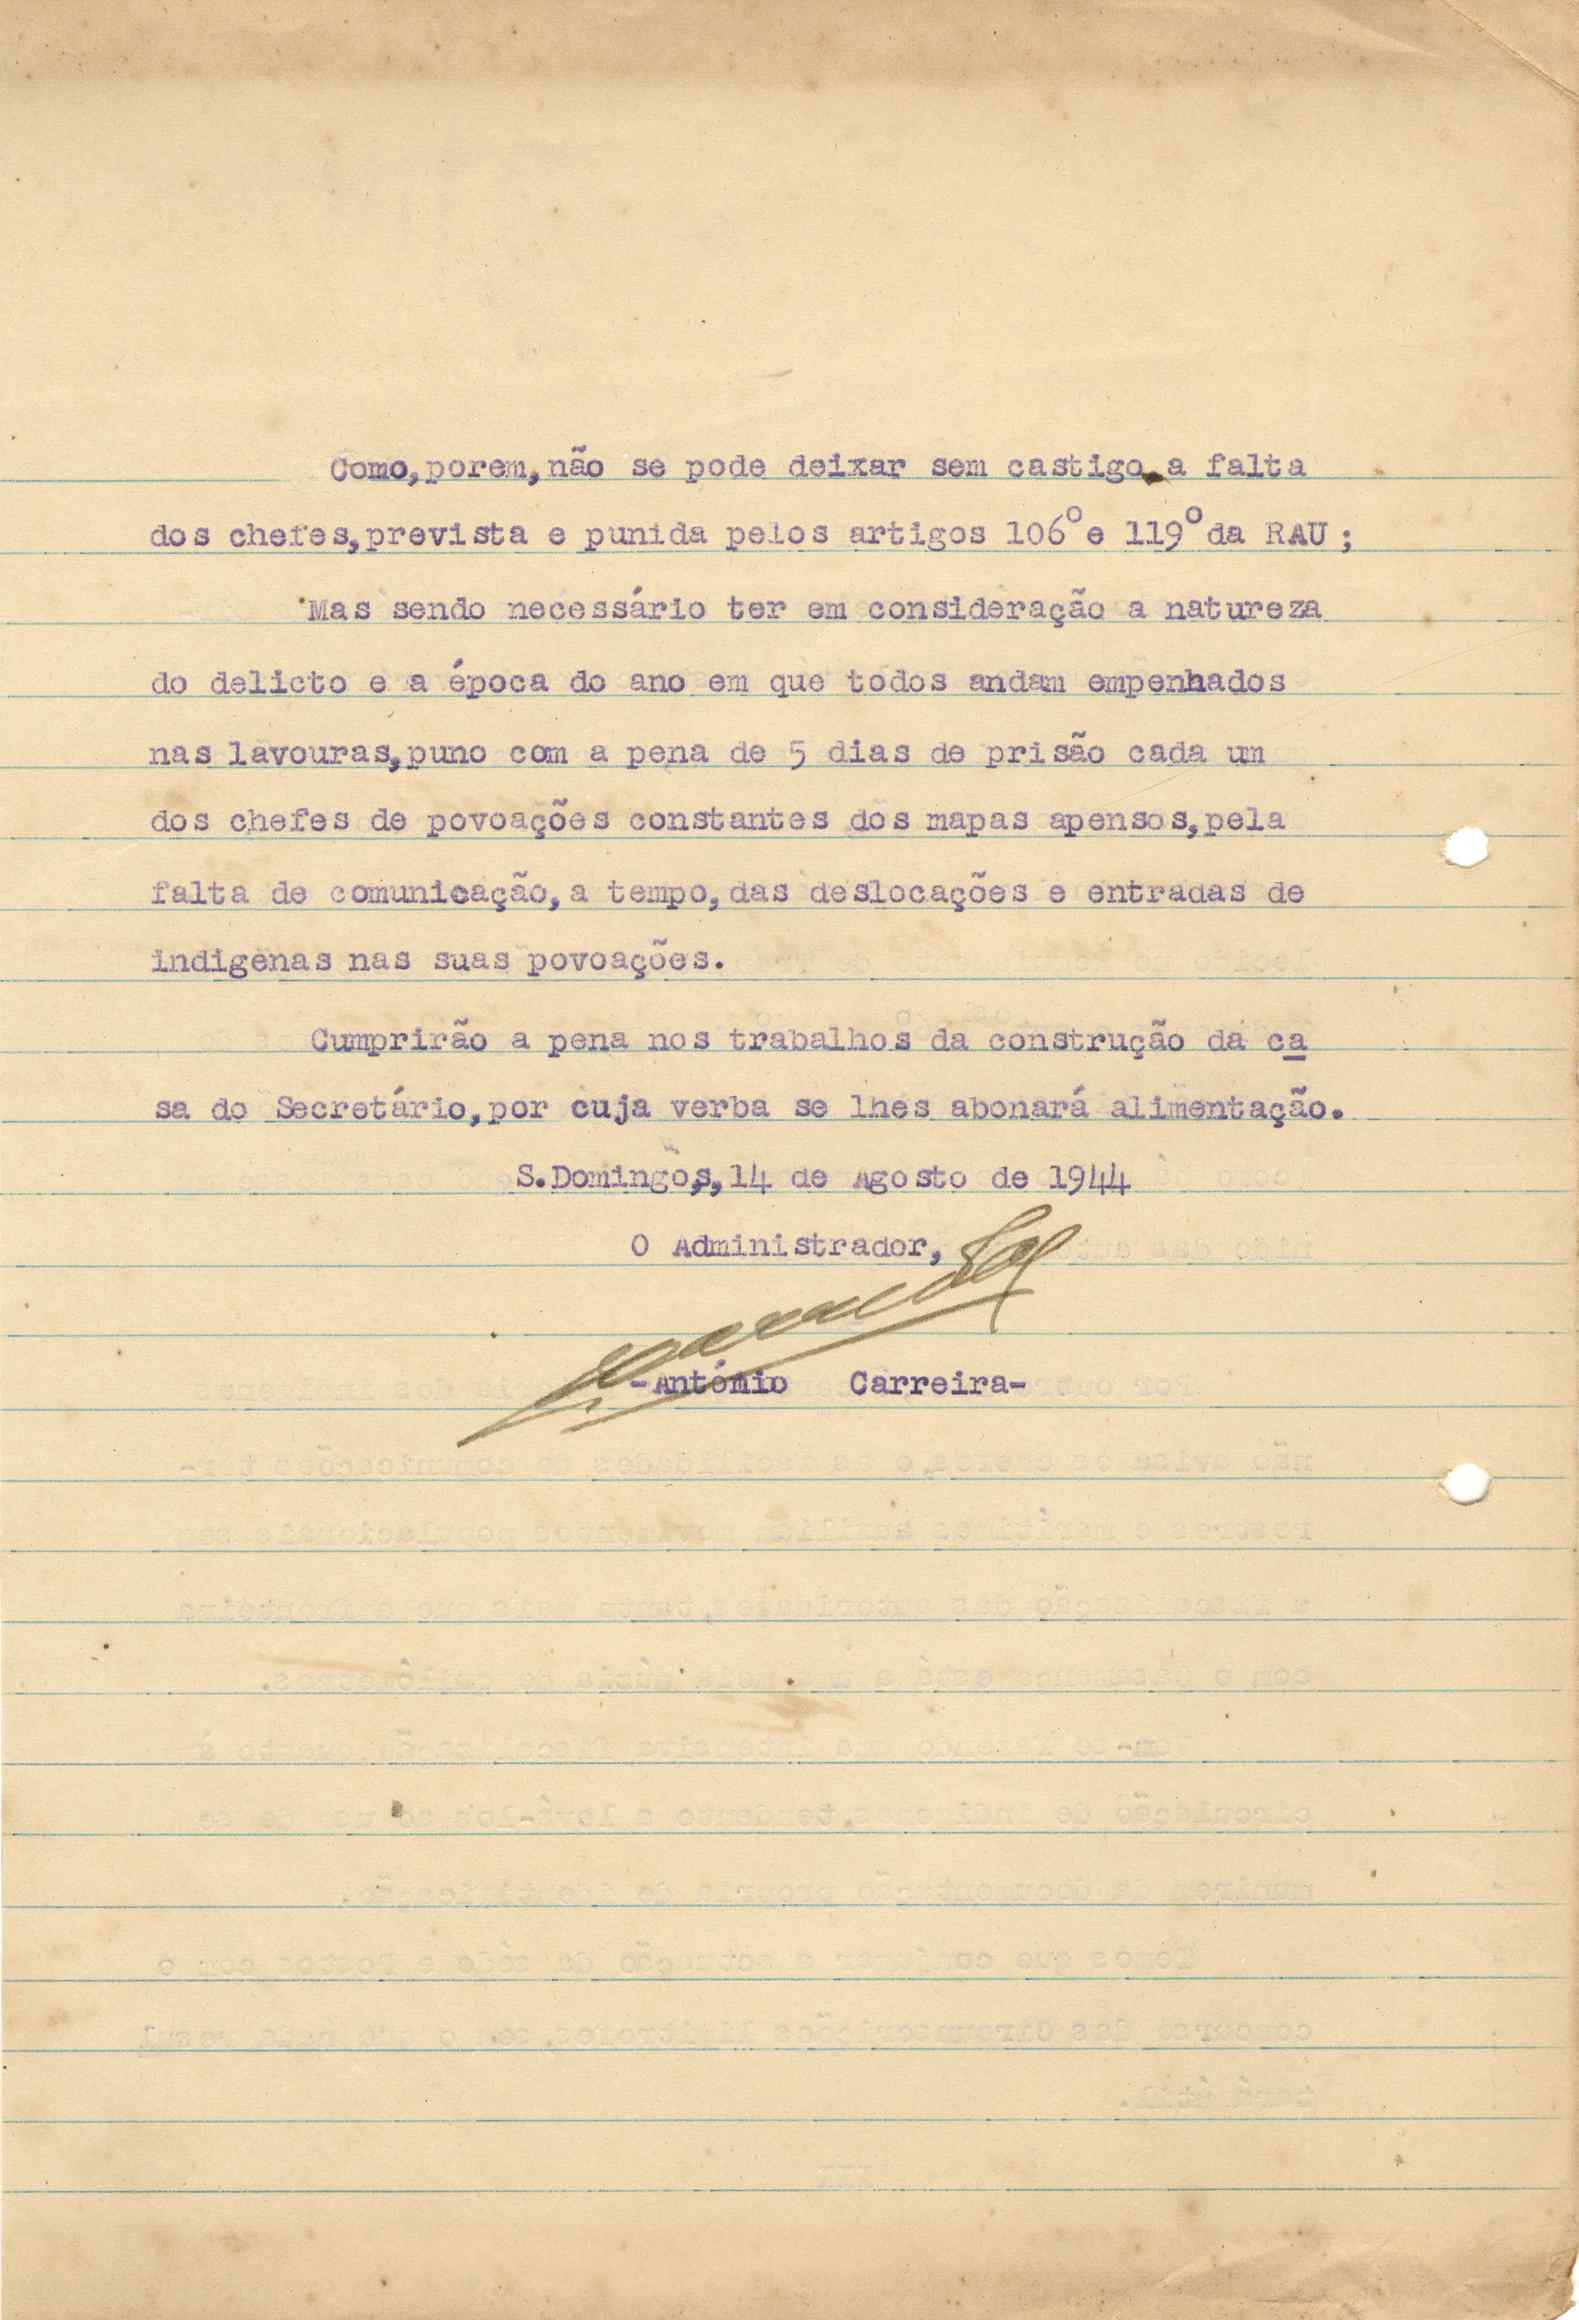 Como,porem,não se pode deixar sem castigo a falta
dos chefes,prevista e punida pelos artigos 106º e 119º da RAU;
Mas sendo necessário ter em consideração a natureza
do delicto e a época do ano em que todos andam empenhados
nas lavouras,puno com a pena de 5 dias de prisão cada um
dos chefes de povoações constantes dos mapas apensos,pela
falta de comunicação,a tempo,das deslocações e entradas de
indigenas nas suas povoações.
Cumprirão a pena nos trabalhos da construção da ca
sa do Secretário,por cuja verba se lhes abonará alimentação.
S.Domingos,14 de Agosto de 1944
O Administrador,
-António Carreira-